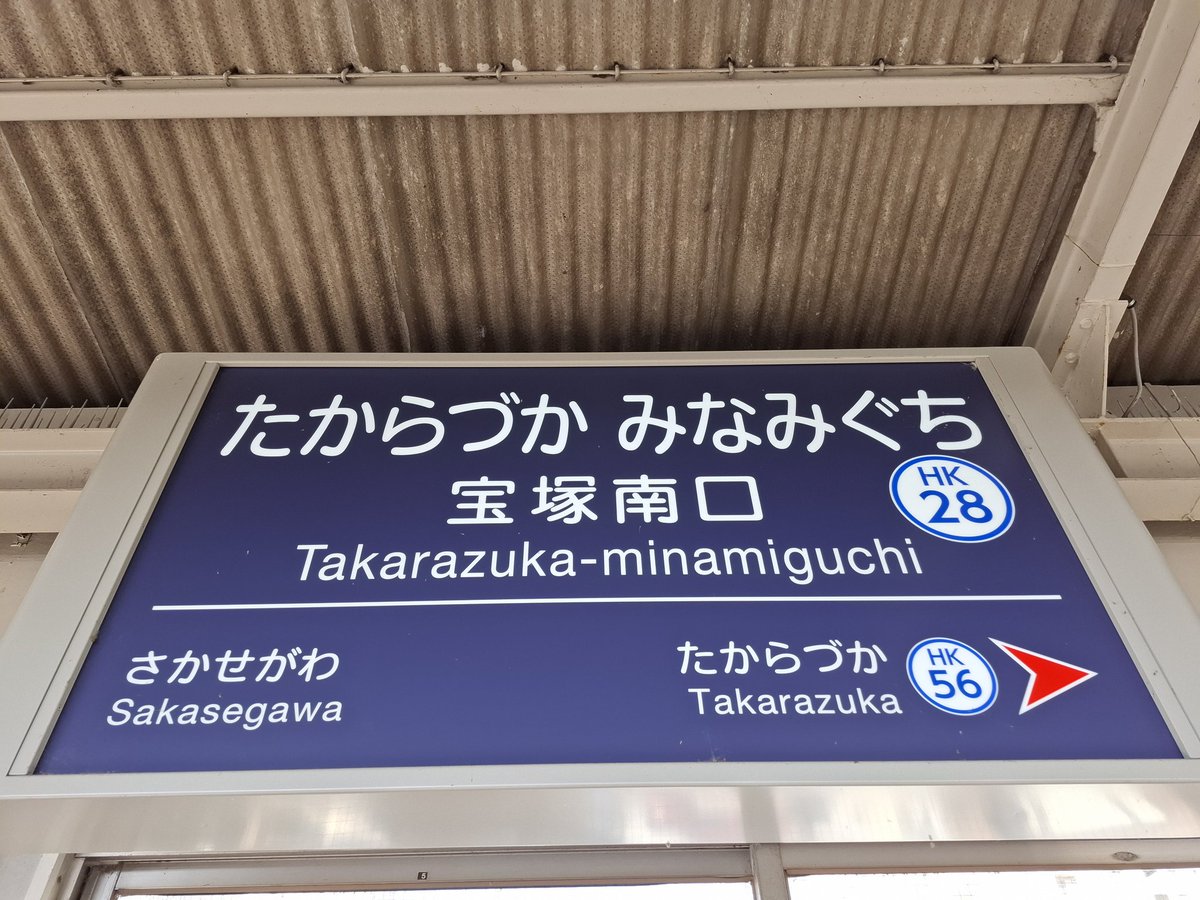 たからづか みなみぐち
宝塚南口
HK
28
Takarazuka-minamiguchi
さかせがわ
Sakasegawa
たからづか
Takarazuka
HK
56
5